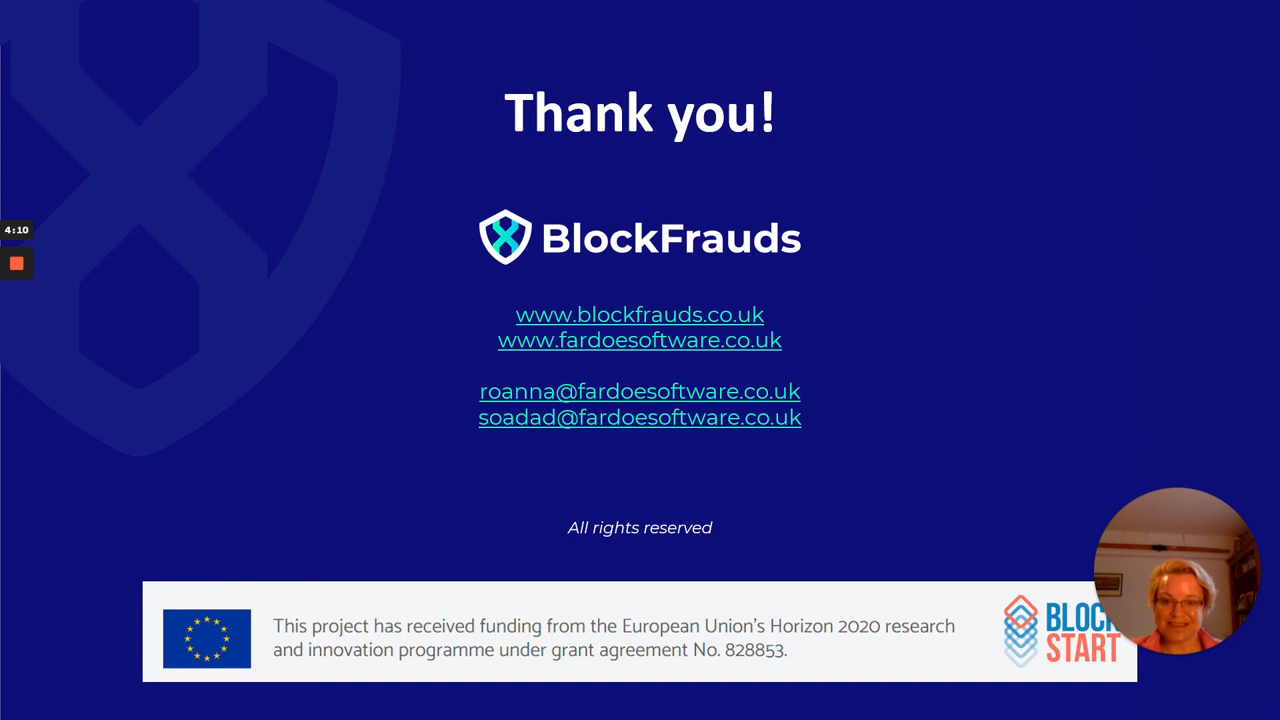 Thank you!
BlockFrauds
4:10
www.blockfrauds.co.uk
www.fardoesoftware.co.uk
roanna@fardoesoftware.co.uk
soadad@fardoesoftware.co.uk
All rights reserved
This project has received funding from the European Union's Horizon 2020 research
and innovation programme under grant agreement No. 828853.
BLOCK
START